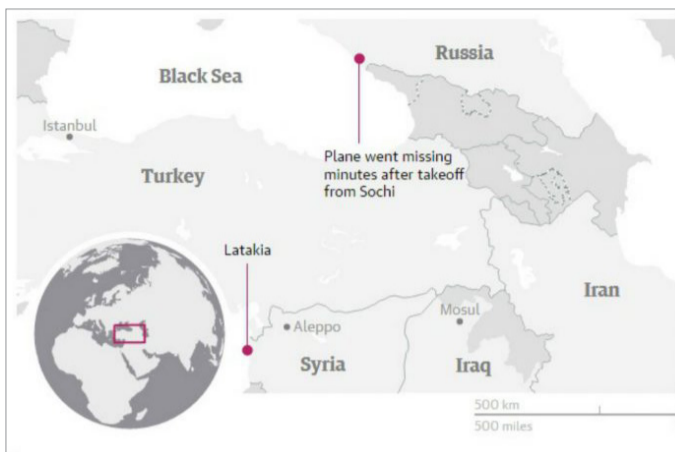 Russia
Black Sea
Istanbul
Plane went missing
minutes after takeoff
from Sochi
Turkey
Latakia
Iran
Aleppo
Mosul
Syria
Iraq
500 km
500 miles